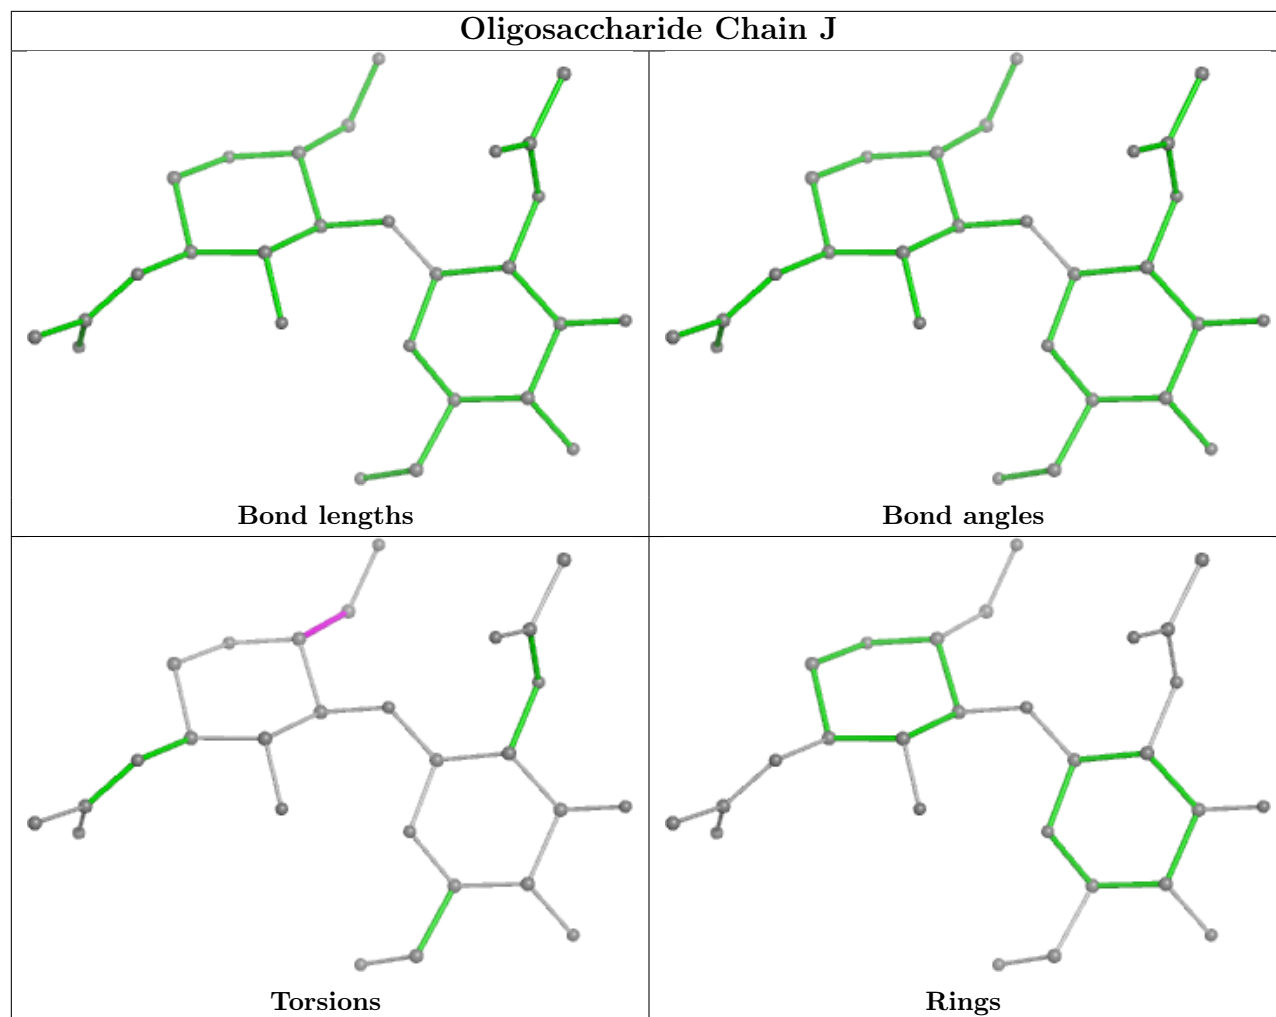 Oligosaccharide Chain J
Bond lengths
Bond angles
Torsions
Rings